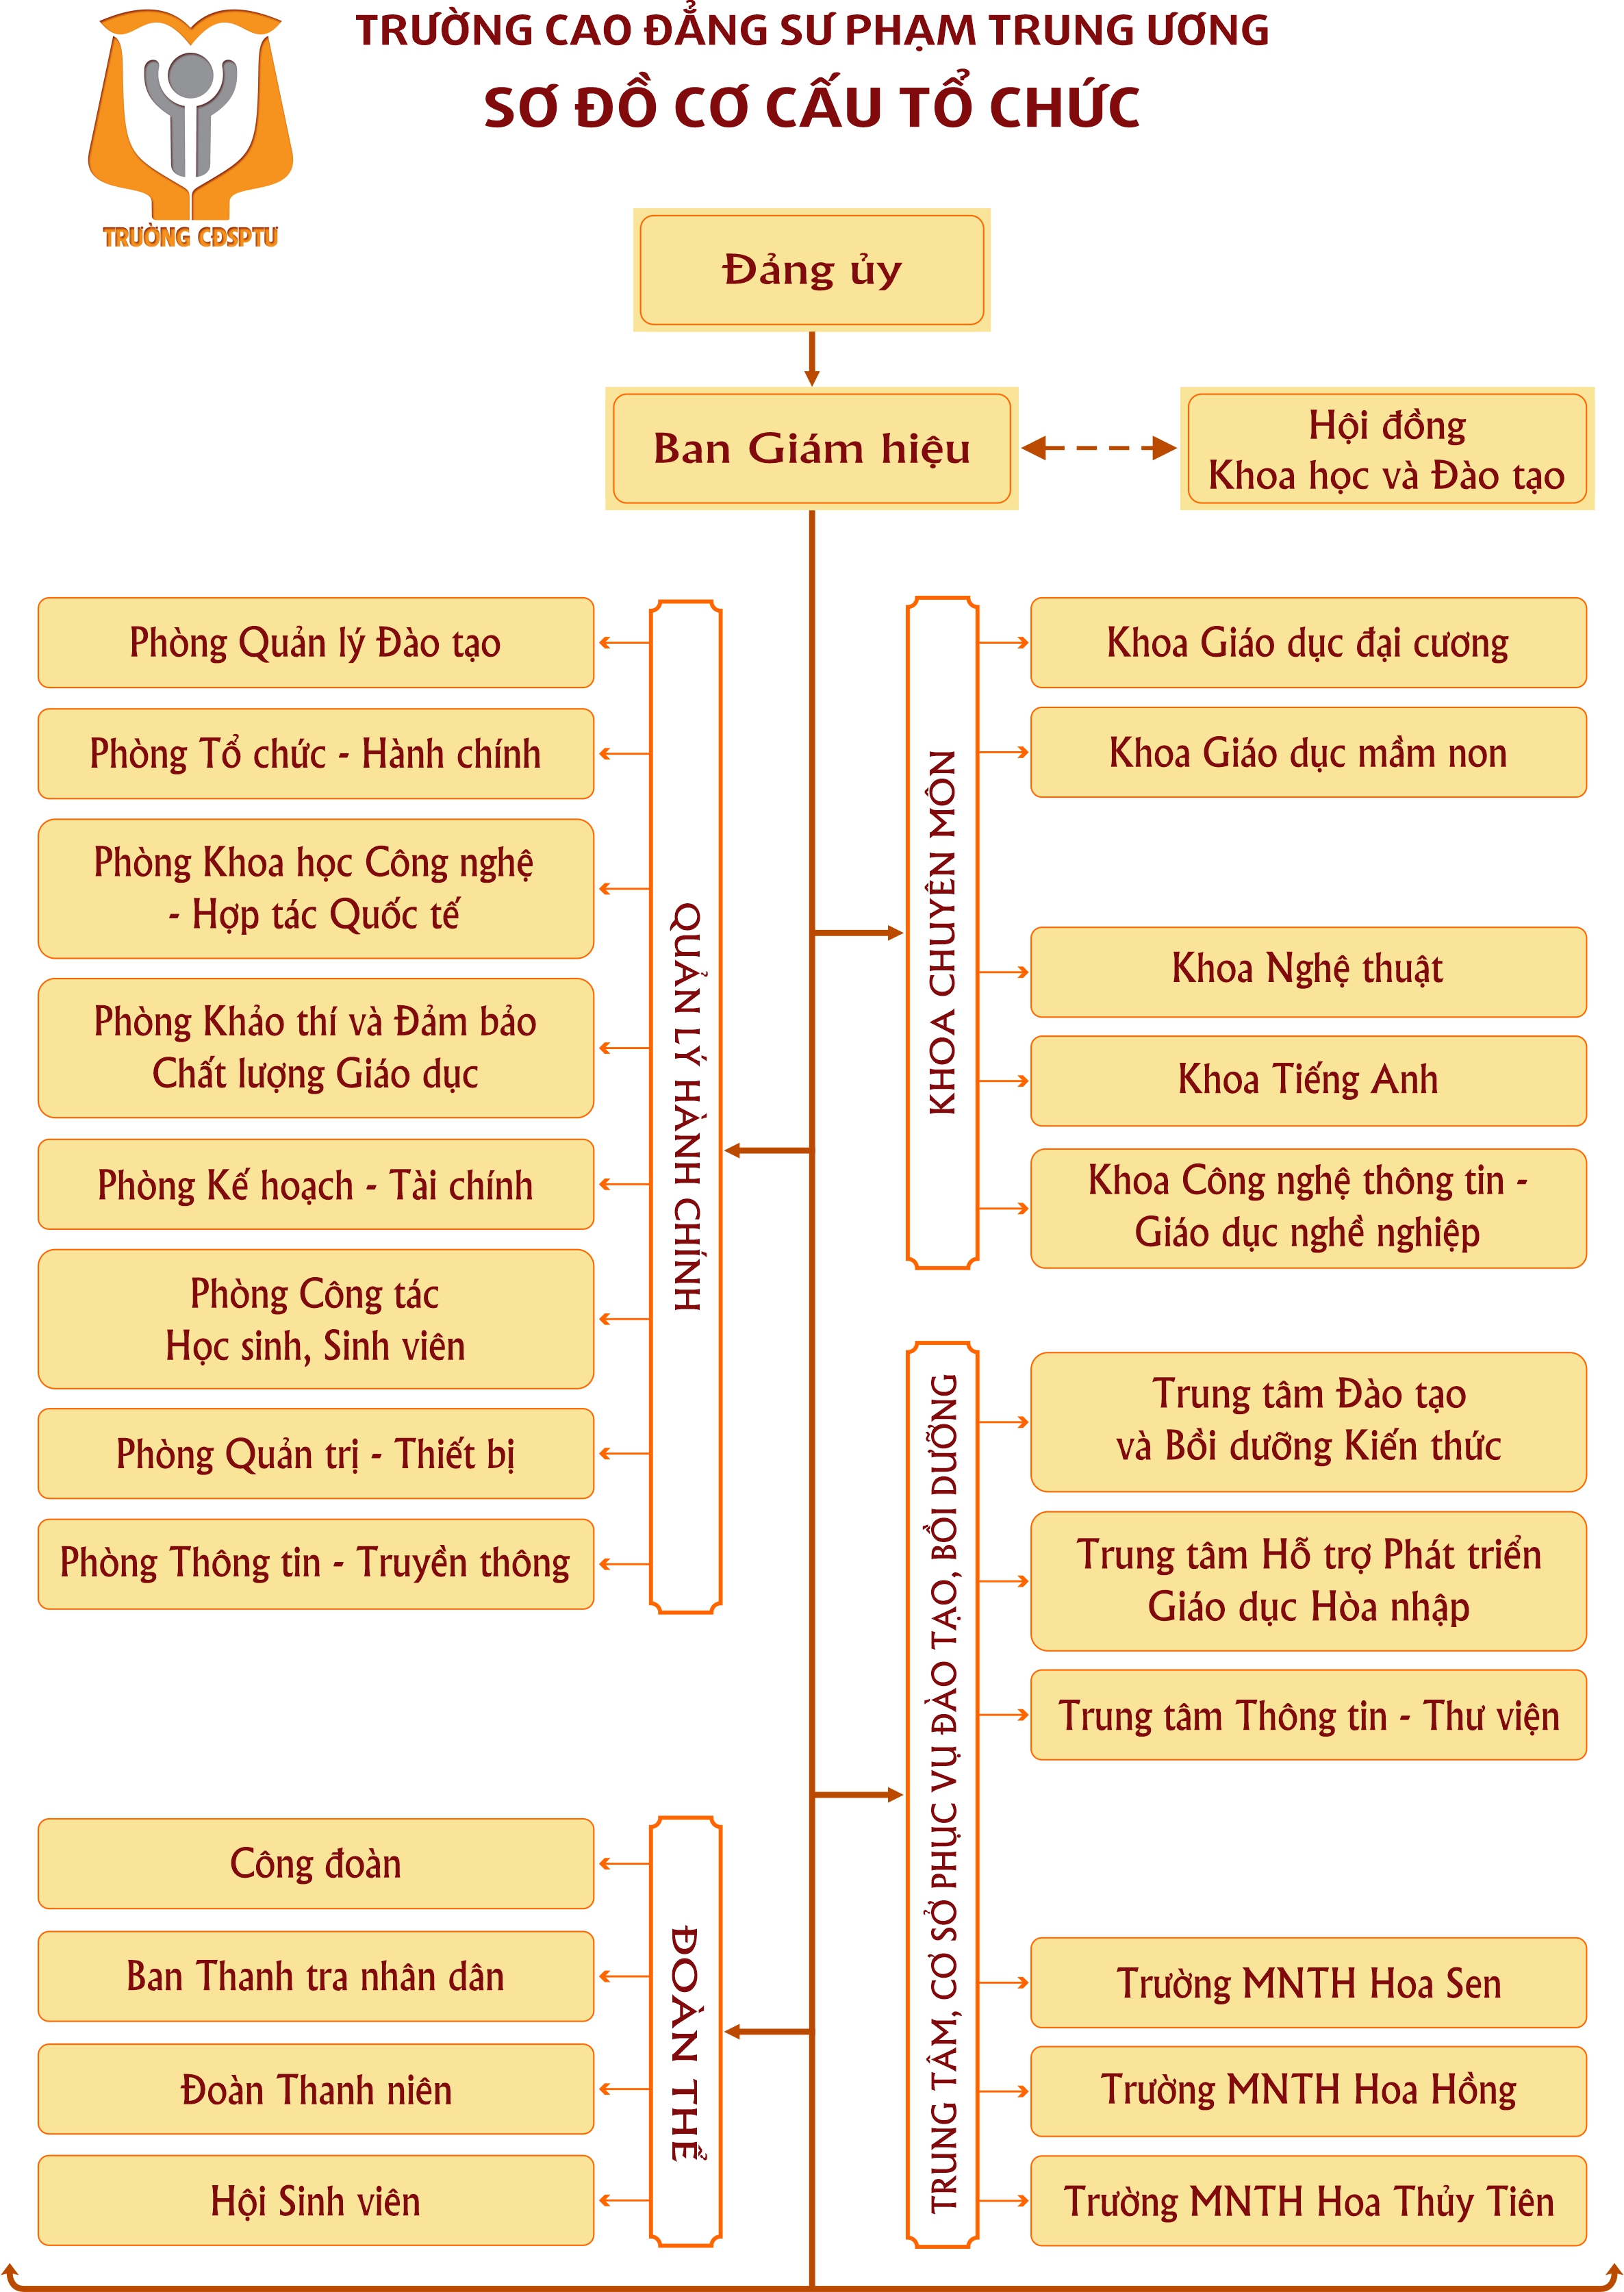 TRƯỜNG CAO ĐẲNG SƯ PHẠM TRUNG ƯƠNG
SƠ ĐỒ CƠ CẤU TỔ CHỨC
TRƯỜNG CĐSPTU
Đảng ủy
Ban Giám hiệu
Hội đồng
Khoa học và Đào tạo
QUẢN LÝ HÀNH CHÍNH
Phòng Quản lý Đào tạo
Phòng Tổ chức - Hành chính
Phòng Khoa học Công nghệ
- Hợp tác Quốc tế
Phòng Khảo thí và Đảm bảo
Chất lượng Giáo dục
Phòng Kế hoạch - Tài chính
Phòng Công tác
Học sinh, Sinh viên
Phòng Quản trị - Thiết bị
Phòng Thông tin - Truyền thông
ĐOÀN THỂ
Công đoàn
Ban Thanh tra nhân dân
Đoàn Thanh niên
Hội Sinh viên
KHOA CHUYÊN MÔN
Khoa Giáo dục đại cương
Khoa Giáo dục mầm non
Khoa Nghệ thuật
Khoa Tiếng Anh
Khoa Công nghệ thông tin -
Giáo dục nghề nghiệp
TRUNG TÂM, CƠ SỞ PHỤC VỤ ĐÀO TẠO, BỒI DƯỠNG
Trung tâm Đào tạo
và Bồi dưỡng Kiến thức
Trung tâm Hỗ trợ Phát triển
Giáo dục Hòa nhập
Trung tâm Thông tin - Thư viện
Trường MNTH Hoa Sen
Trường MNTH Hoa Hồng
Trường MNTH Hoa Thủy Tiên